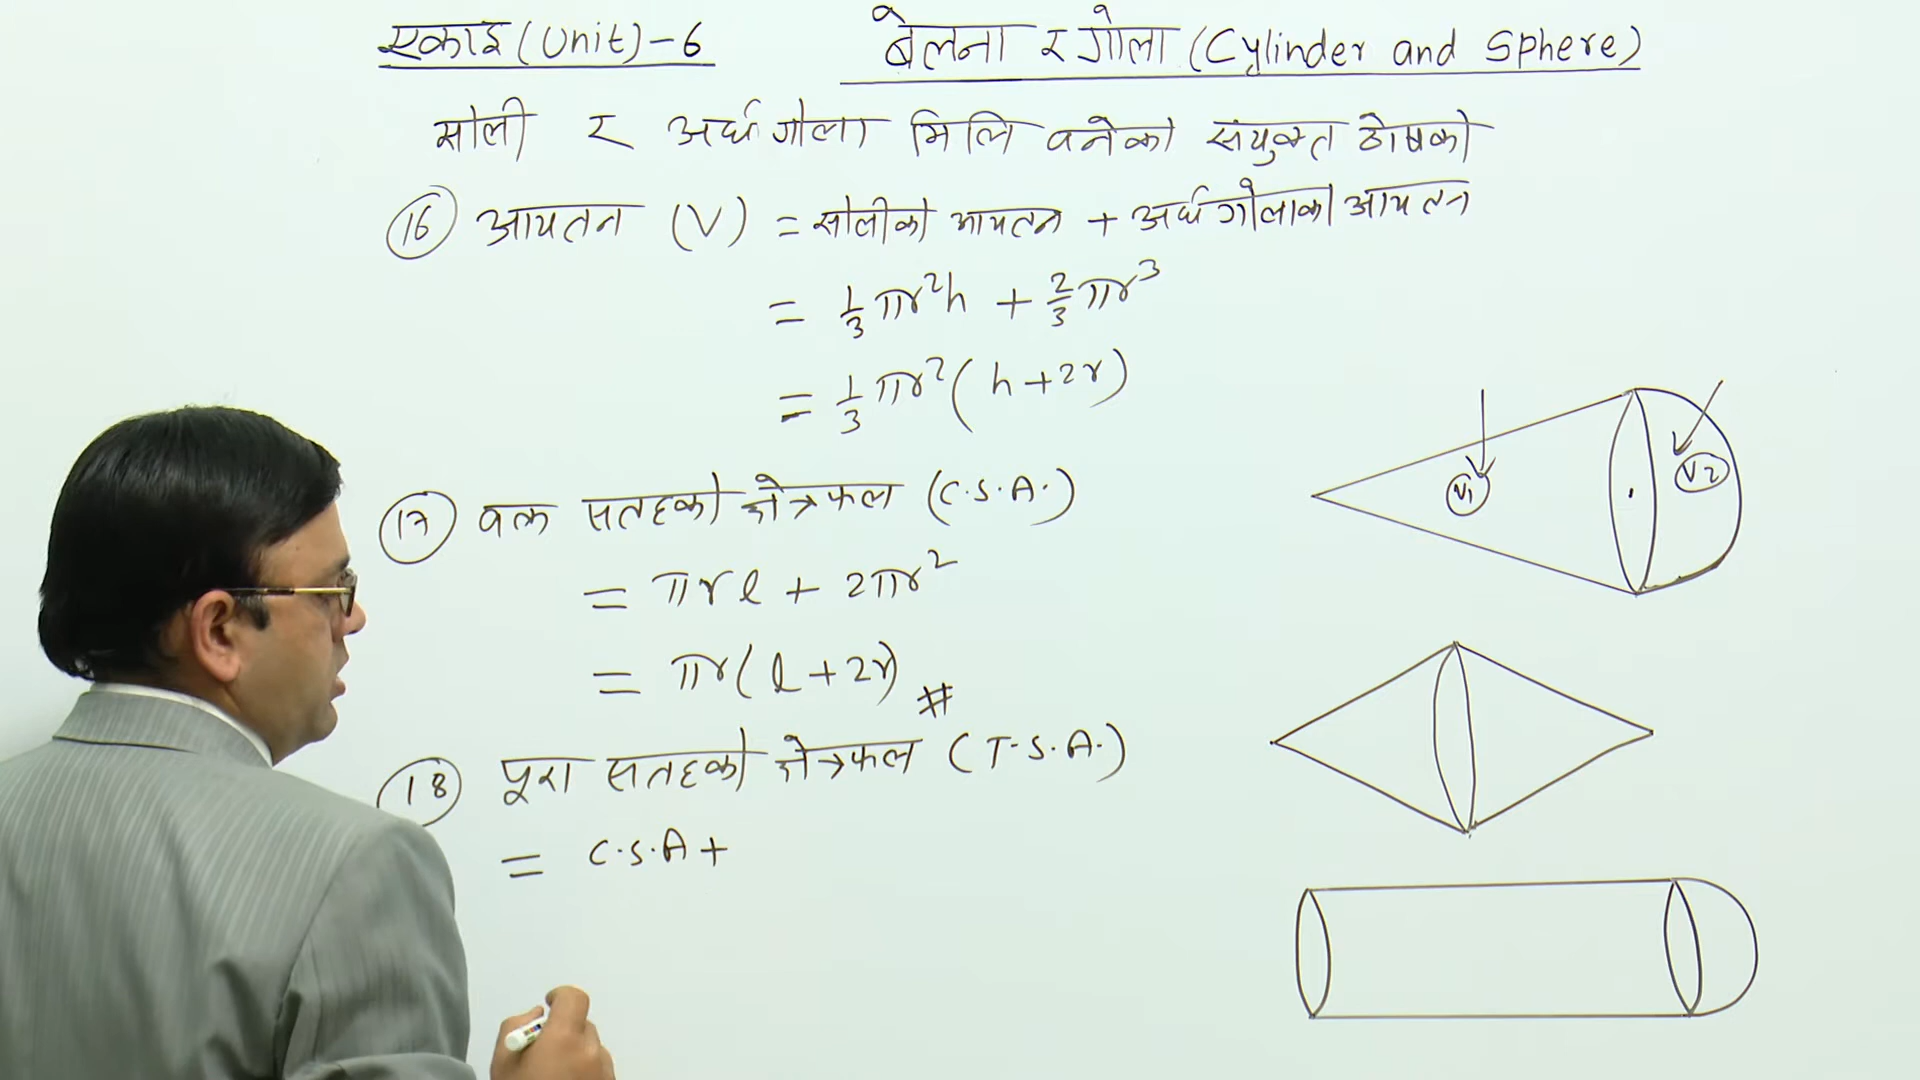 एकाइ (Unit)-6 बेलना र गोला (Cylinder and Sphere)
सोली र अर्धगोला मिलि बनेको संयुक्त ठोषको
(16) आयतन (V) = सोलीको आयतन + अर्धगोलाको आयतन
= 1/3 πr²h + 2/3 πr³
= 1/3 πr² (h+2r)
(17) वक्र सतहको क्षेत्रफल (C.S.A.)
= πrl + 2πr²
= πr(l+2r) #
(18) पूरा सतहको क्षेत्रफल (T.S.A.)
= C.S.A +
V1
V2